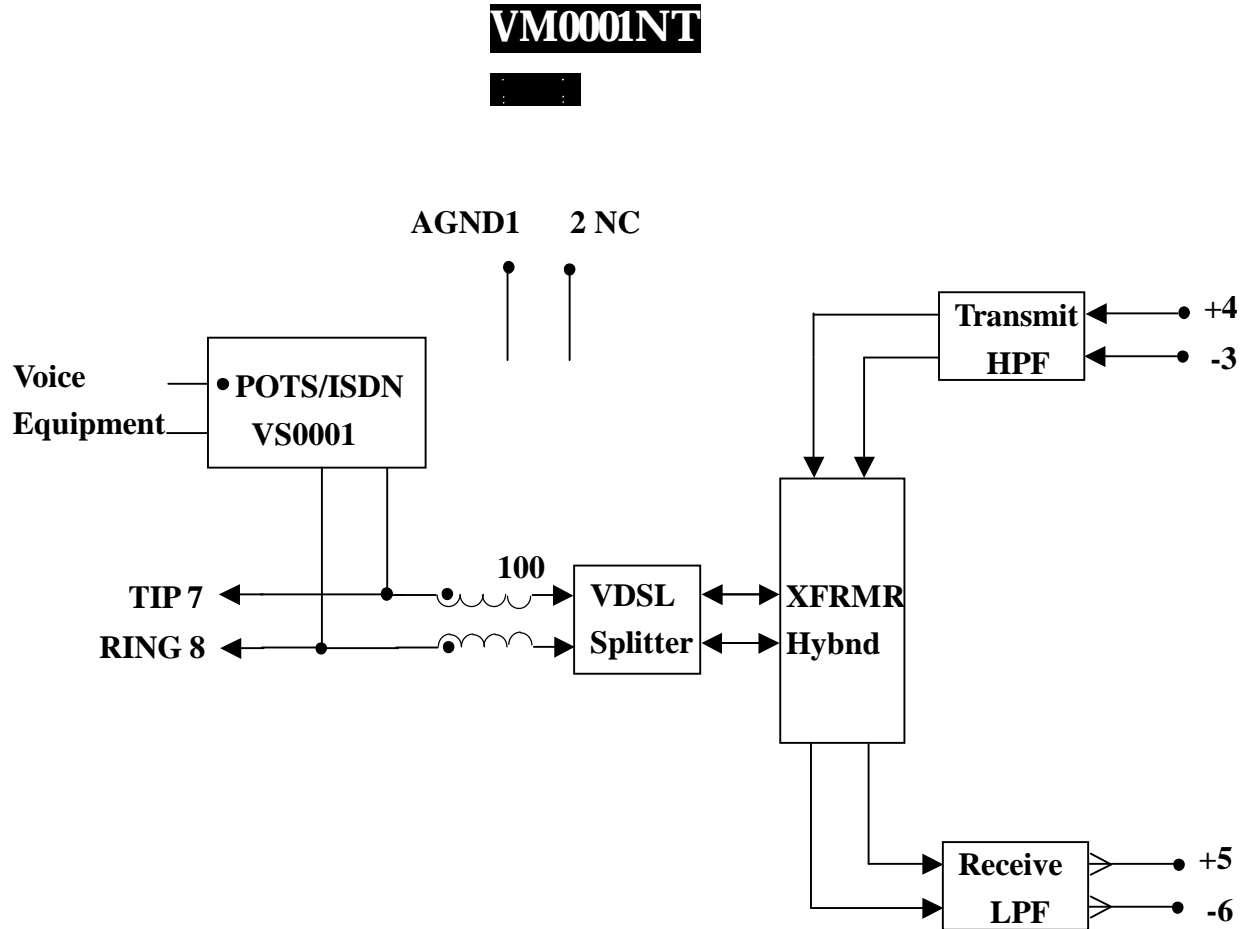 VM0001NT
AGND1 2 NC
Transmit
HPF
+4
-3
Voice
Equipment
POTS/ISDN
VS0001
TIP 7
RING 8
100
VDSL
Splitter
XFRMR
Hybnd
Receive
LPF
+5
-6